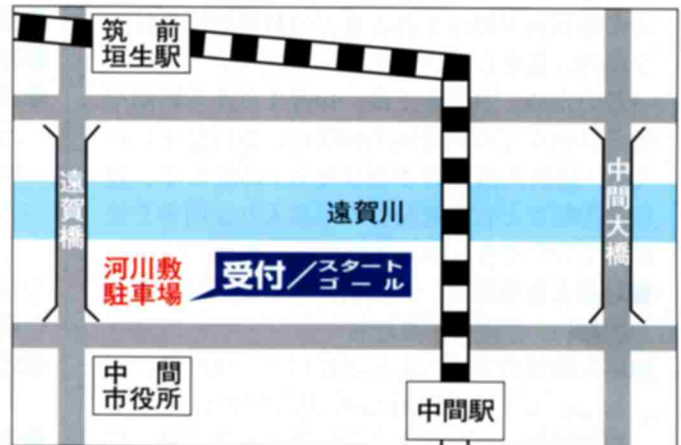 筑前
垣生駅
遠賀橋
中間大橋
遠賀川
河川敷
駐車場
受付/スタート
ゴール
中間
市役所
中間駅